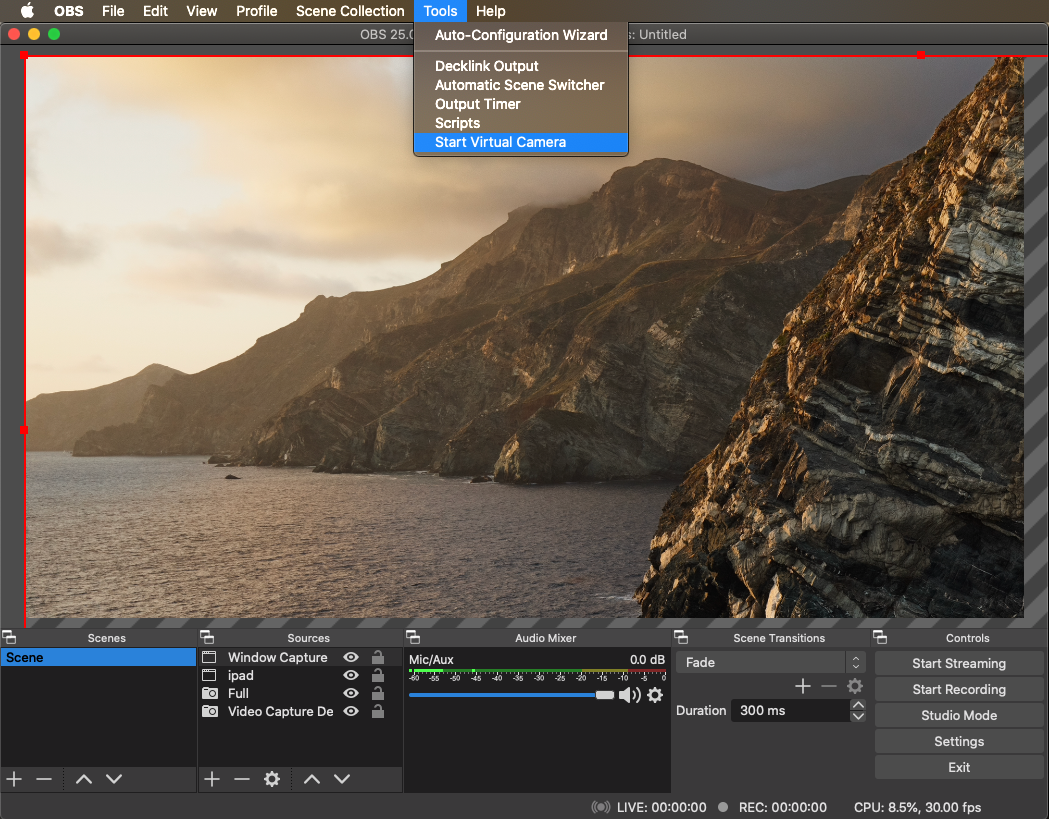 OBS File Edit View Profile Scene Collection Tools Help
OBS 25.0 s: Untitled
Auto-Configuration Wizard
Decklink Output
Automatic Scene Switcher
Output Timer
Scripts
Start Virtual Camera
Scenes
Scene
Sources
Window Capture
ipad
Full
Video Capture De
Audio Mixer
Mic/Aux 0.0 dB
-60 -55 -50 -45 -40 -35 -30 -25 -20 -15 -10 -5 0
Scene Transitions
Fade
Duration 300 ms
Controls
Start Streaming
Start Recording
Studio Mode
Settings
Exit
LIVE: 00:00:00 REC: 00:00:00 CPU: 8.5%, 30.00 fps